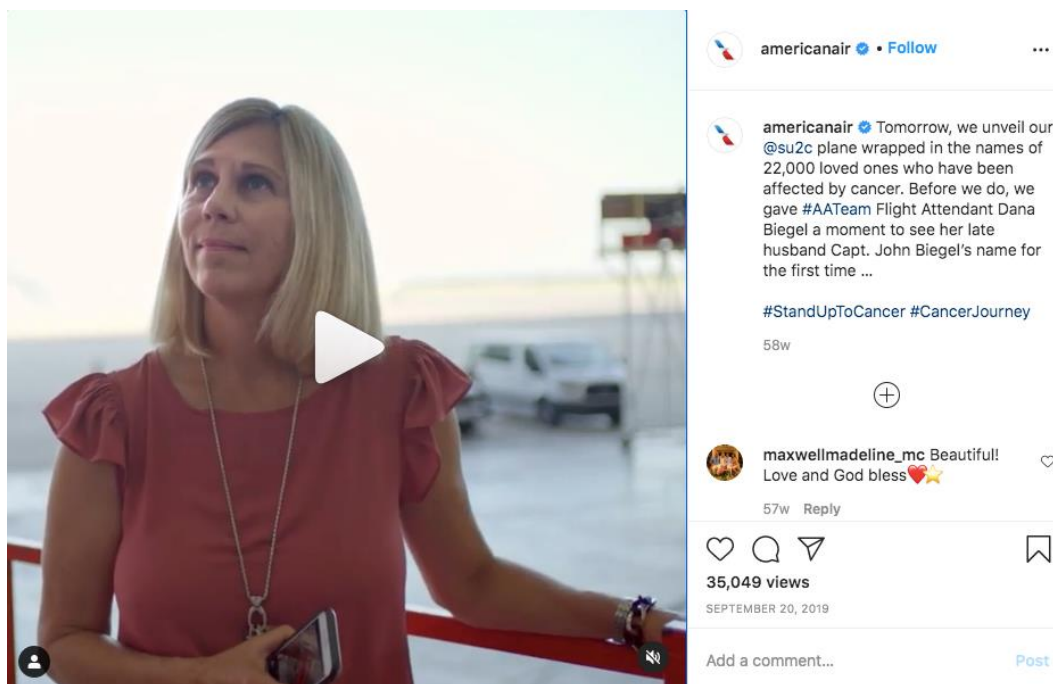 americanair • Follow
americanair Tomorrow, we unveil our
@su2c plane wrapped in the names of
22,000 loved ones who have been
affected by cancer. Before we do, we
gave #AATeam Flight Attendant Dana
Biegel a moment to see her late
husband Capt. John Biegel’s name for
the first time ...
#StandUpToCancer #CancerJourney
58w
maxwellmadeline_mc Beautiful!
Love and God bless❤️⭐
57w Reply
35,049 views
SEPTEMBER 20, 2019
Add a comment... Post